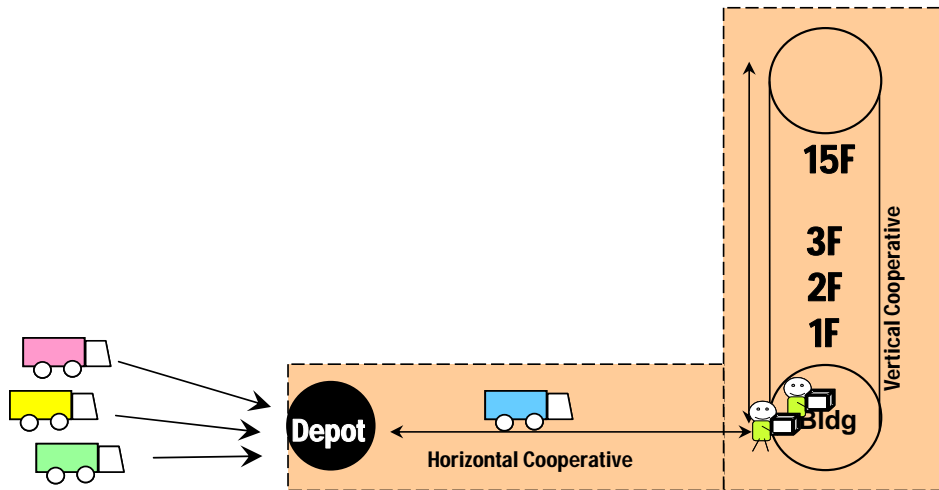 15F
3F
2F
1F
Vertical Cooperative
Bldg
Depot
Horizontal Cooperative